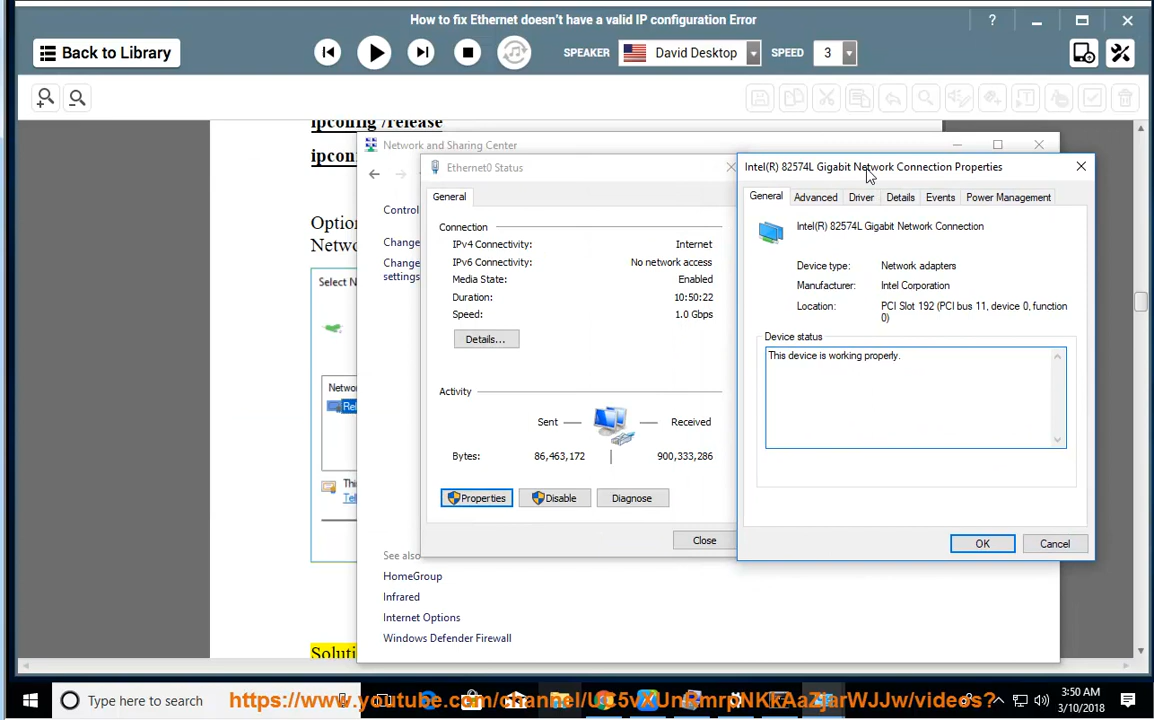 How to fix Ethernet doesn't have a valid IP configuration Error
Back to Library
SPEAKER
David Desktop
SPEED
3
ipconfig /release
Network and Sharing Center
Ethernet0 Status
Intel(R) 82574L Gigabit Network Connection Properties
General
General
Advanced
Driver
Details
Events
Power Management
Control
Change
Change
settings
Select N
Connection
IPv4 Connectivity: Internet
IPv6 Connectivity: No network access
Media State: Enabled
Duration: 10:50:22
Speed: 1.0 Gbps
Details...
Activity
Sent
Received
Bytes: 86,463,172 900,333,286
Properties
Disable
Diagnose
Close
Intel(R) 82574L Gigabit Network Connection
Device type: Network adapters
Manufacturer: Intel Corporation
Location: PCI Slot 192 (PCI bus 11, device 0, function
0)
Device status
This device is working properly.
OK
Cancel
See also
HomeGroup
Infrared
Internet Options
Windows Defender Firewall
Type here to search
3:50 AM
3/10/2018